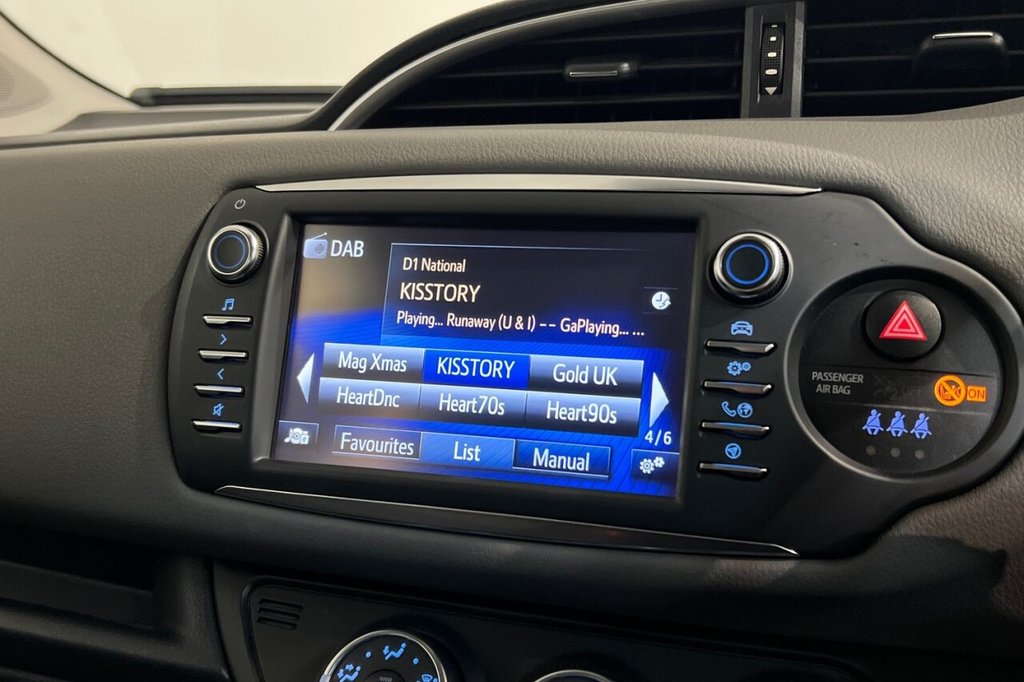 DAB
D1 National
KISSTORY
Playing... Runaway (U & I) -- GaPlaying... ...
Mag Xmas KISSTORY Gold UK
HeartDnc Heart70s Heart90s
4/6
Favourites List Manual
PASSENGER
AIR BAG
OFF ON